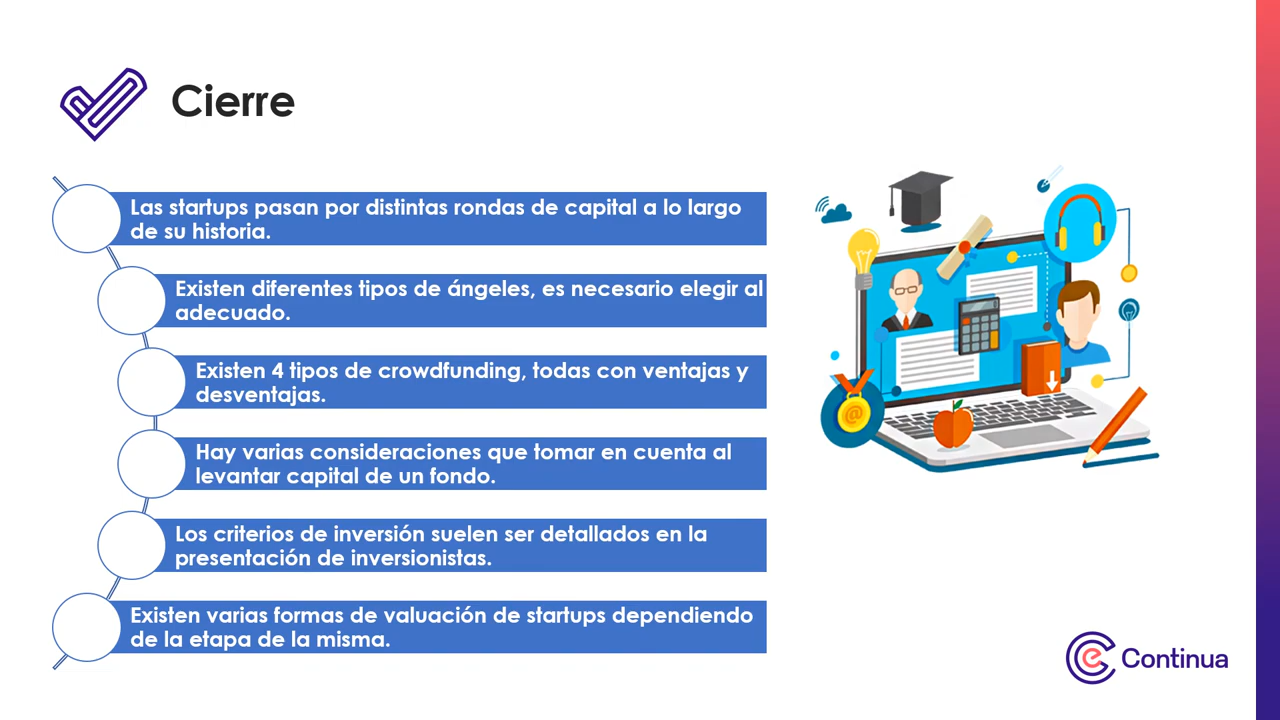 Cierre
Las startups pasan por distintas rondas de capital a lo largo
de su historia.
Existen diferentes tipos de ángeles, es necesario elegir al
adecuado.
Existen 4 tipos de crowdfunding, todas con ventajas y
desventajas.
Hay varias consideraciones que tomar en cuenta al
levantar capital de un fondo.
Los criterios de inversión suelen ser detallados en la
presentación de inversionistas.
Existen varias formas de valuación de startups dependiendo
de la etapa de la misma.
@
e Continua